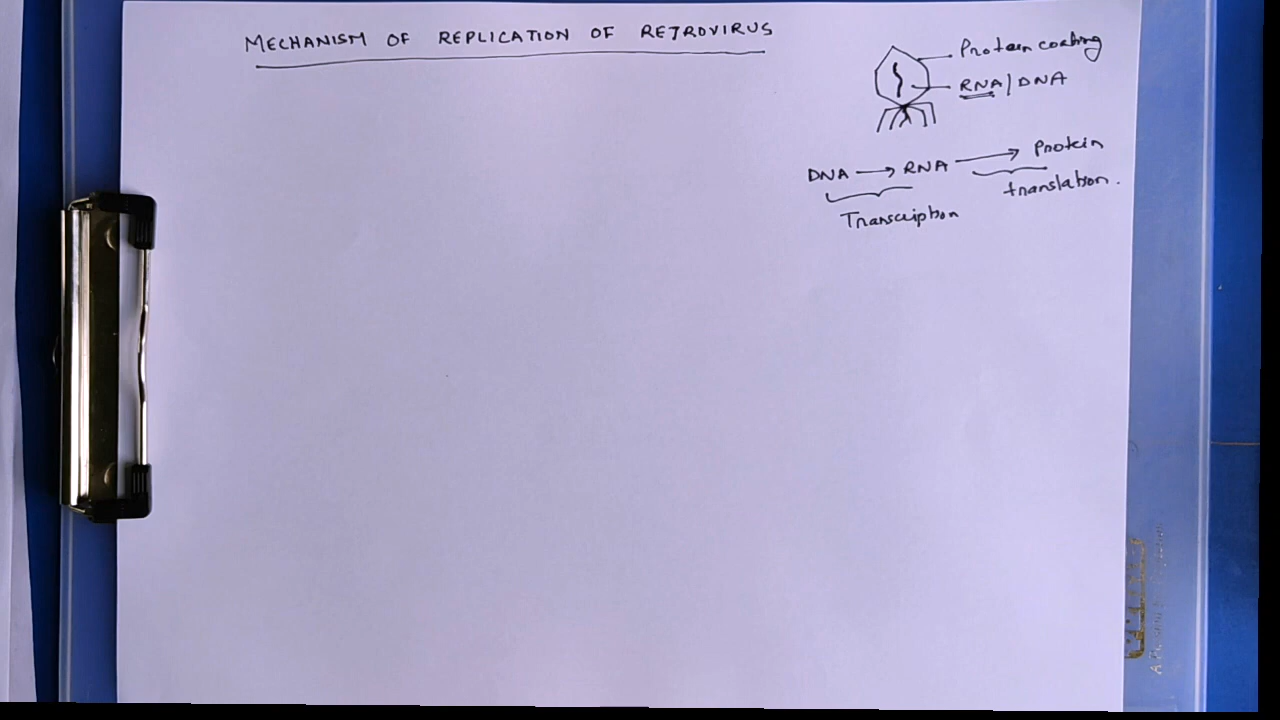 MECHANISM OF REPLICATION OF RETROVIRUS
Protein coating
RNA/DNA
DNA → RNA → Protein
Transcription
translation.